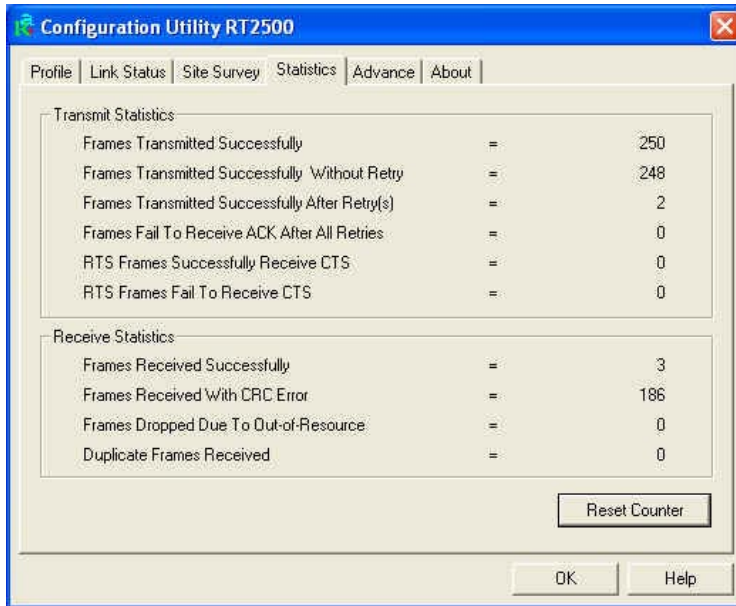 Configuration Utility RT2500
Profile Link Status Site Survey Statistics Advance About
Transmit Statistics
Frames Transmitted Successfully = 250
Frames Transmitted Successfully Without Retry = 248
Frames Transmitted Successfully After Retry(s) = 2
Frames Fail To Receive ACK After All Retries = 0
RTS Frames Successfully Receive CTS = 0
RTS Frames Fail To Receive CTS = 0
Receive Statistics
Frames Received Successfully = 3
Frames Received With CRC Error = 186
Frames Dropped Due To Out-of-Resource = 0
Duplicate Frames Received = 0
Reset Counter
OK Help